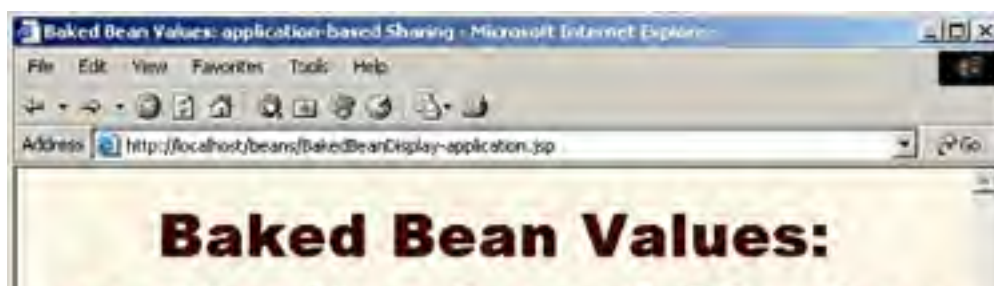 Baked Bean Values: application-based Sharing - Microsoft Internet Explorer
File Edit View Favorites Tools Help
Address http://localhost/beans/BakedBeanDisplay-application.jsp Go
Baked Bean Values: